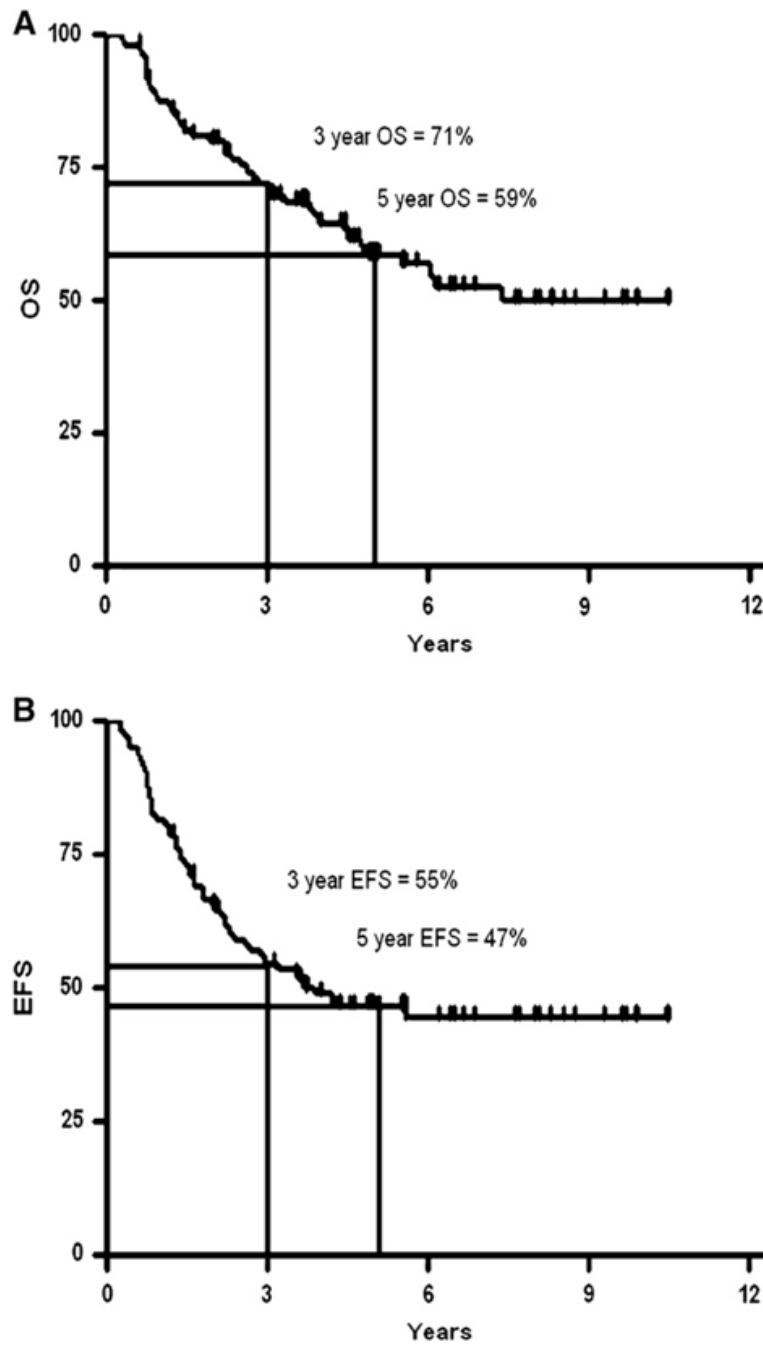 A
100
75
50
25
0
OS
3 year OS = 71%
5 year OS = 59%
0 3 6 9 12
Years
B
100
75
50
25
0
EFS
3 year EFS = 55%
5 year EFS = 47%
0 3 6 9 12
Years